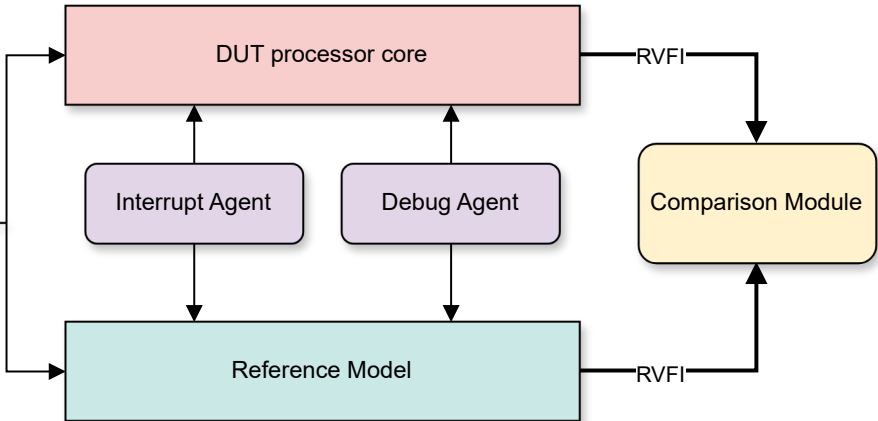 DUT processor core
RVFI
Interrupt Agent
Debug Agent
Comparison Module
Reference Model
RVFI